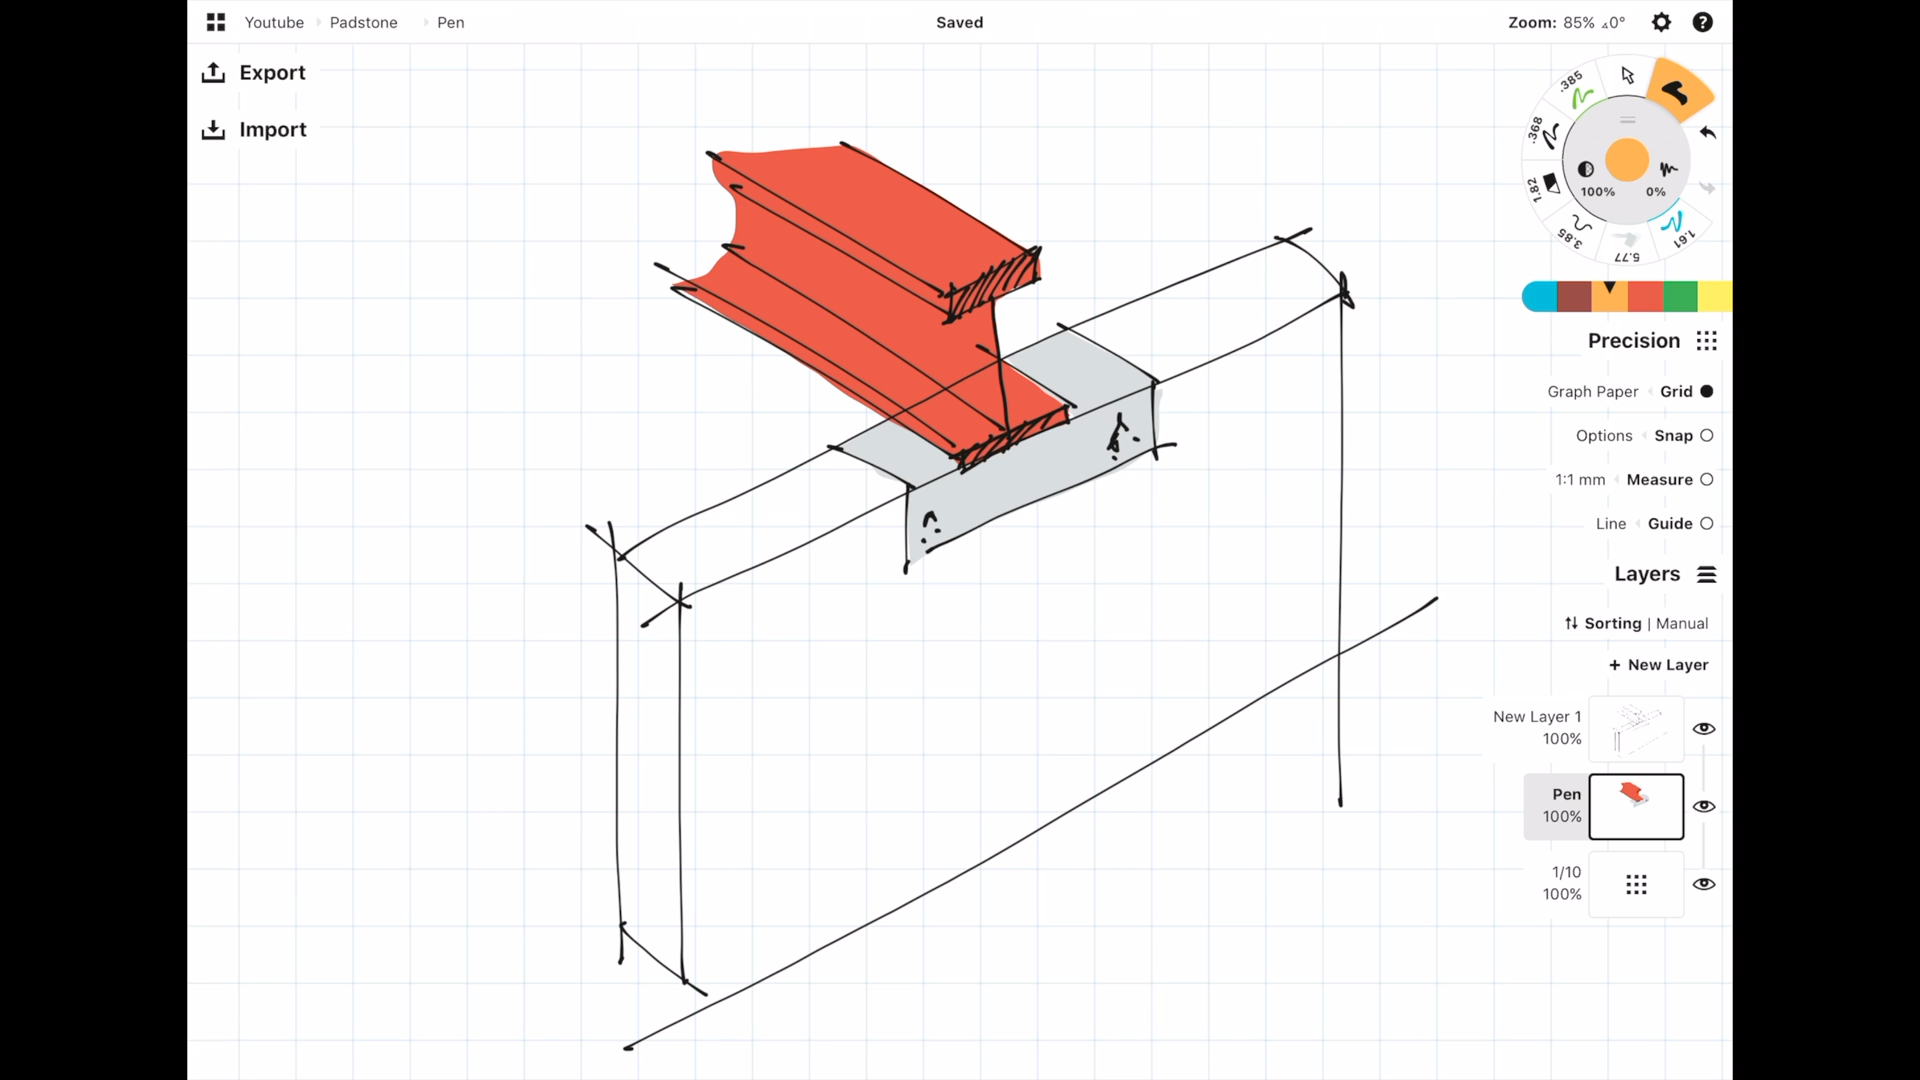 Youtube Padstone Pen
Saved
Zoom: 85% ⊿0°
Export
Import
.385
.368
1.82
3.85
5.77
1.61
100% 0%
Precision
Graph Paper Grid
Options Snap
1:1 mm Measure
Line Guide
Layers
Sorting | Manual
+ New Layer
New Layer 1
100%
Pen
100%
1/10
100%